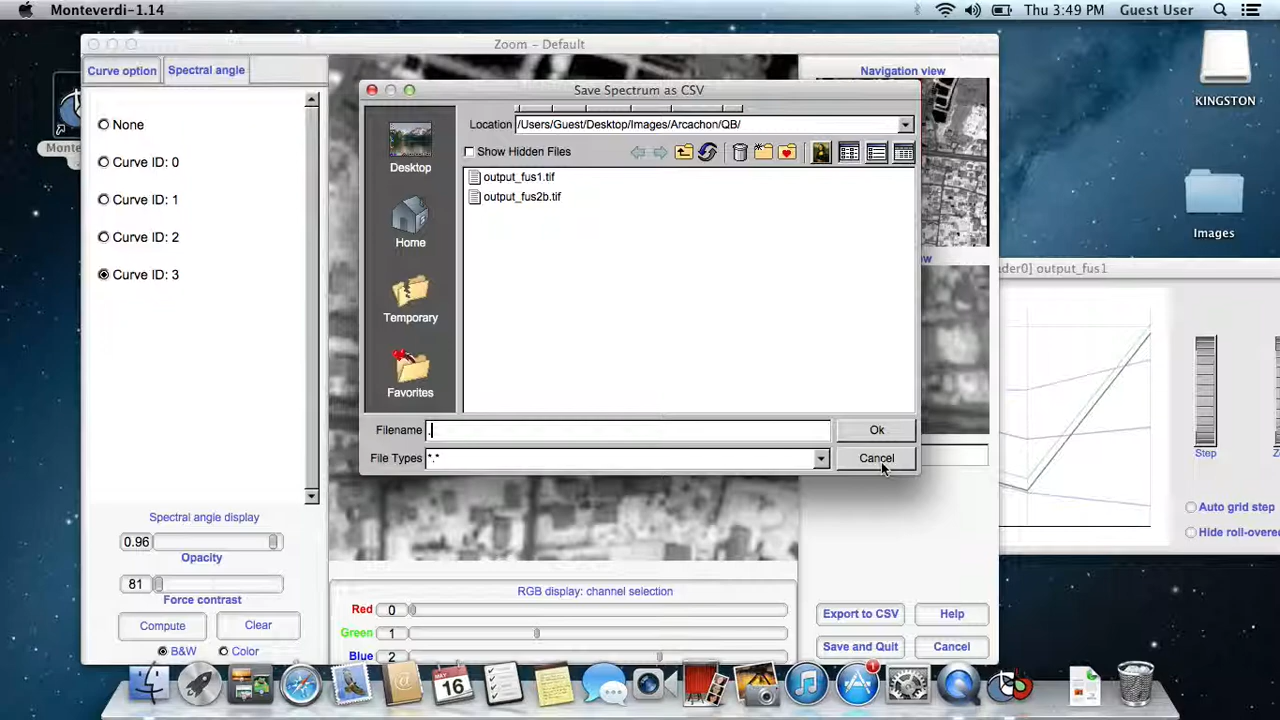 Monteverdi-1.14
Thu 3:49 PM
Guest User
Zoom – Default
Curve option
Spectral angle
Navigation view
Save Spectrum as CSV
Location
/Users/Guest/Desktop/Images/Arcachon/QB/
Show Hidden Files
output_fus1.tif
output_fus2b.tif
Desktop
Home
Temporary
Favorites
Filename
.
Ok
File Types
*.*
Cancel
None
Curve ID: 0
Curve ID: 1
Curve ID: 2
Curve ID: 3
KINGSTON
Images
output_fus1
Step
Auto grid step
Hide roll-overe
Spectral angle display
0.96
Opacity
81
Force contrast
Compute
Clear
B&W
Color
RGB display: channel selection
Red
0
Green
1
Blue
2
Export to CSV
Help
Save and Quit
Cancel
MAY
16
1